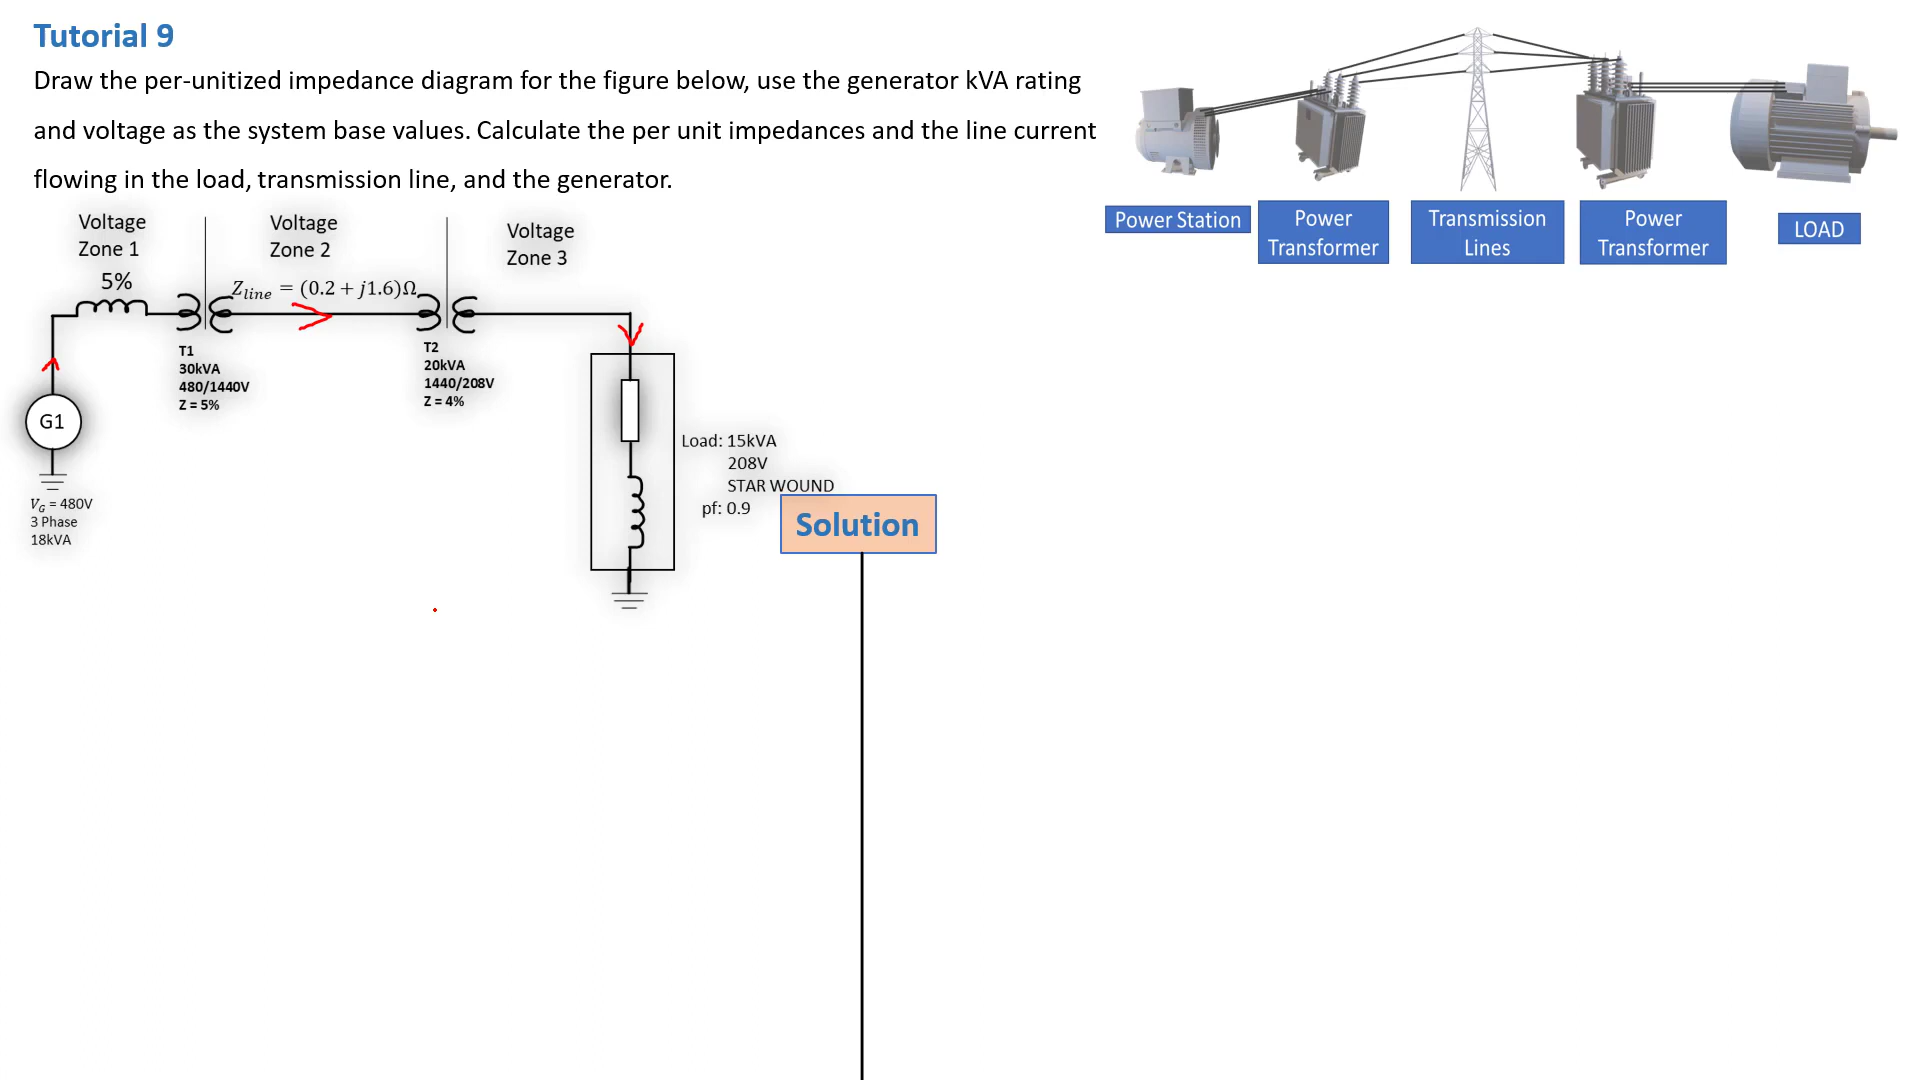 Tutorial 9
Draw the per-unitized impedance diagram for the figure below, use the generator kVA rating
and voltage as the system base values. Calculate the per unit impedances and the line current
flowing in the load, transmission line, and the generator.
Power Station
Power
Transformer
Transmission
Lines
Power
Transformer
LOAD
Voltage
Zone 1
Voltage
Zone 2
Voltage
Zone 3
5%
Z_line = (0.2 + j1.6)Ω
T1
30kVA
480/1440V
Z = 5%
T2
20kVA
1440/208V
Z = 4%
G1
V_G = 480V
3 Phase
18kVA
Load: 15kVA
208V
STAR WOUND
pf: 0.9
Solution